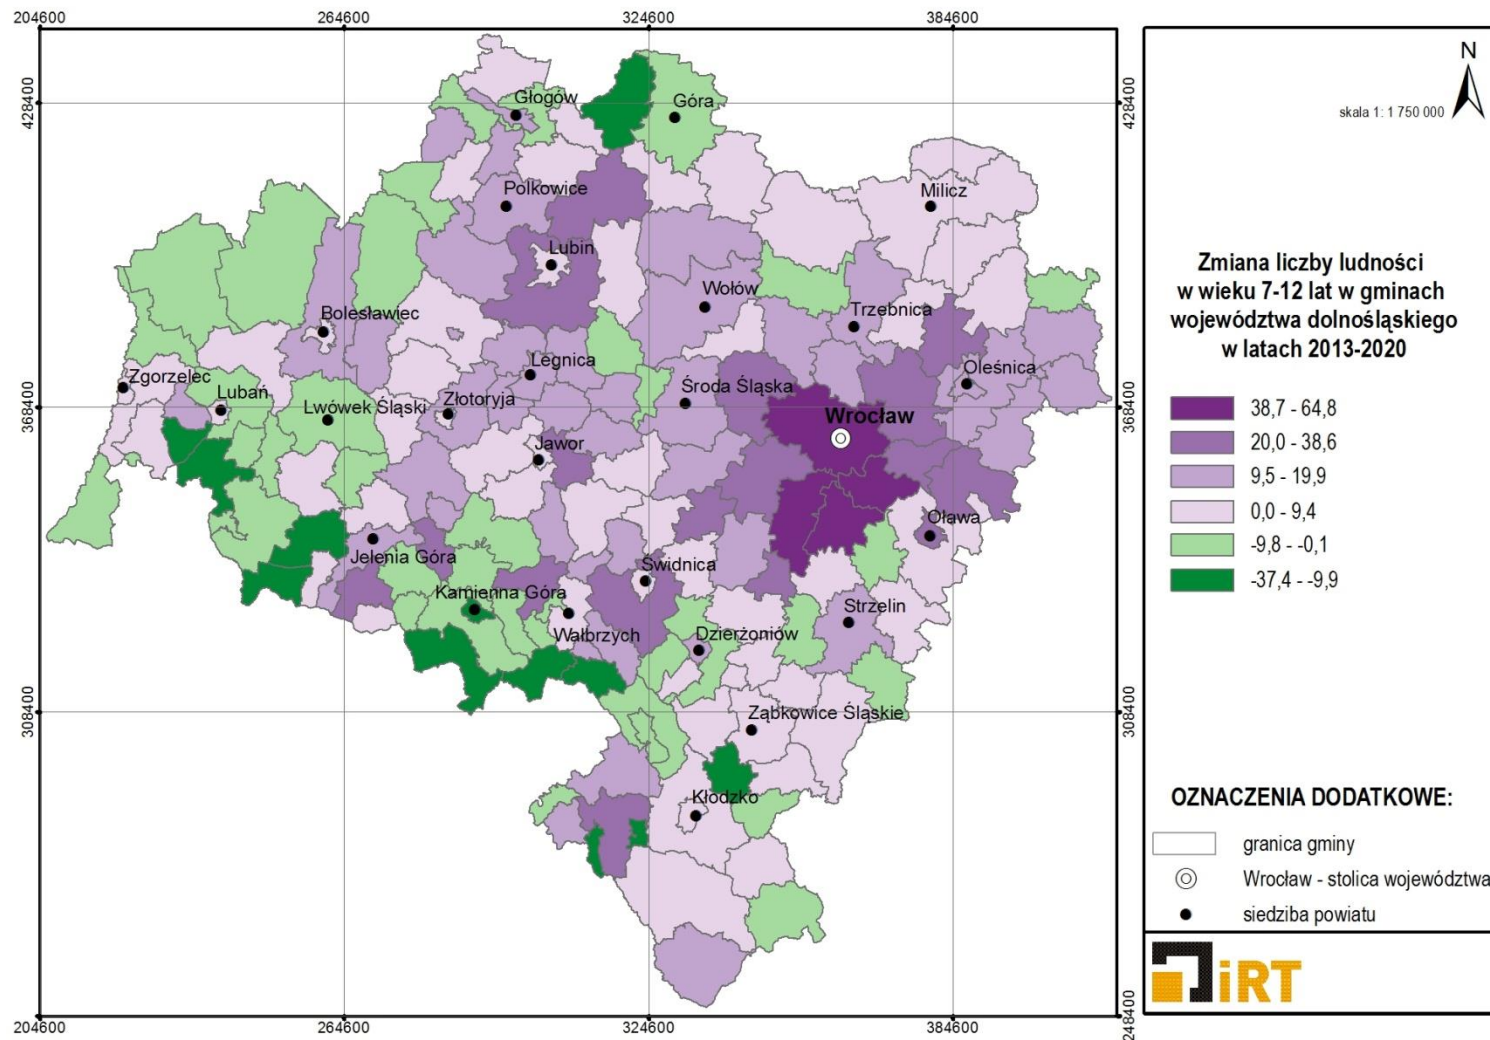 204600
264600
324600
384600
428400
428400
368400
368400
308400
308400
248400
204600
264600
324600
384600
Głogów
Góra
Polkowice
Milicz
Lubin
Wołów
Trzebnica
Bolesławiec
Legnica
Oleśnica
Zgorzelec
Lubań
Lwówek Śląski
Złotoryja
Środa Śląska
Wrocław
Jawor
Oława
Jelenia Góra
Świdnica
Kamienna Góra
Wałbrzych
Dzierżoniów
Strzelin
Ząbkowice Śląskie
Kłodzko
N
skala 1: 1 750 000
Zmiana liczby ludności
w wieku 7-12 lat w gminach
województwa dolnośląskiego
w latach 2013-2020
38,7 - 64,8
20,0 - 38,6
9,5 - 19,9
0,0 - 9,4
-9,8 - -0,1
-37,4 - -9,9
OZNACZENIA DODATKOWE:
granica gminy
Wrocław - stolica województwa
siedziba powiatu
iRT